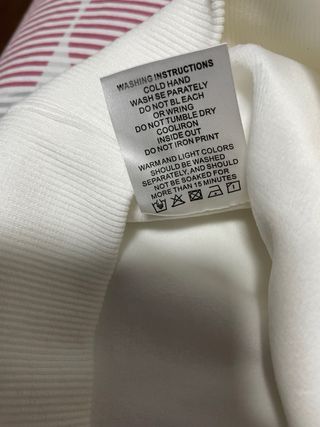 WASHING INSTRUCTIONS
COLD HAND
WASH SE PARATELY
DO NOT BL EACH
OR WRING
DO NOT TUMBLE DRY
COOLIRON
INSIDE OUT
DO NOT IRON PRINT
WARM AND LIGHT COLORS
SHOULD BE WASHED
SEPARATELY, AND SHOULD
NOT BE SOAKED FOR
MORE THAN 15 MINUTES